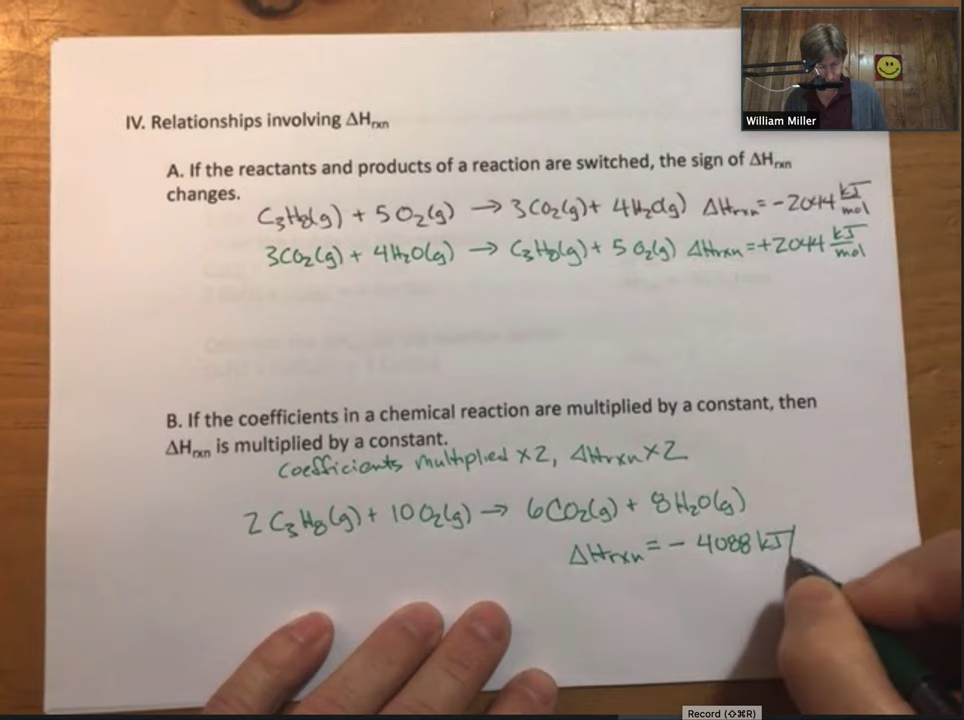 William Miller
IV. Relationships involving ΔHrxn
A. If the reactants and products of a reaction are switched, the sign of ΔHrxn
changes.
C3H8(g) + 5O2(g) → 3CO2(g) + 4H2O(g) ΔHrxn = -2044 kJ/mol
3CO2(g) + 4H2O(g) → C3H8(g) + 5O2(g) ΔHrxn = +2044 kJ/mol
B. If the coefficients in a chemical reaction are multiplied by a constant, then
ΔHrxn is multiplied by a constant.
coefficients multiplied x2, ΔHrxn x2
2C3H8(g) + 10O2(g) → 6CO2(g) + 8H2O(g)
ΔHrxn = -4088 kJ/
Record (⇧⌘R)